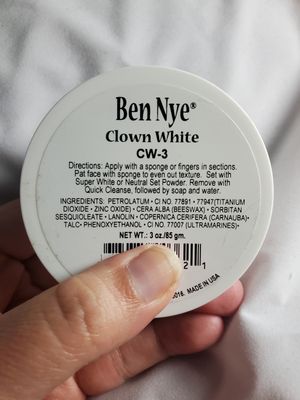 Ben Nye®
Clown White
CW-3
Directions: Apply with a sponge or fingers in sections.
Pat face with sponge to even out texture. Set with
Super White or Neutral Set Powder. Remove with
Quick Cleanse, followed by soap and water.
INGREDIENTS: PETROLATUM • CI NO. 77891 • 77947(TITANIUM
DIOXIDE • ZINC OXIDE) • CERA ALBA (BEESWAX) • SORBITAN
SESQUIOLEATE • LANOLIN • COPERNICA CERIFERA (CARNAUBA)•
TALC• PHENOXYETHANOL • CI NO. 77007 (ULTRAMARINES)•
NET WT.: 3 oz./85 gm.
2 1
MADE IN USA